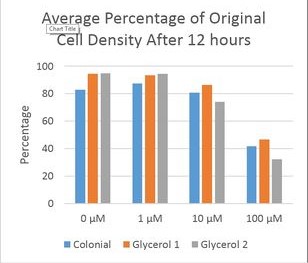 Average Percentage of Original
Chart Title
Cell Density After 12 hours
100
80
60
40
20
0
Percentage
0 µM 1 µM 10 µM 100 µM
Colonial Glycerol 1 Glycerol 2